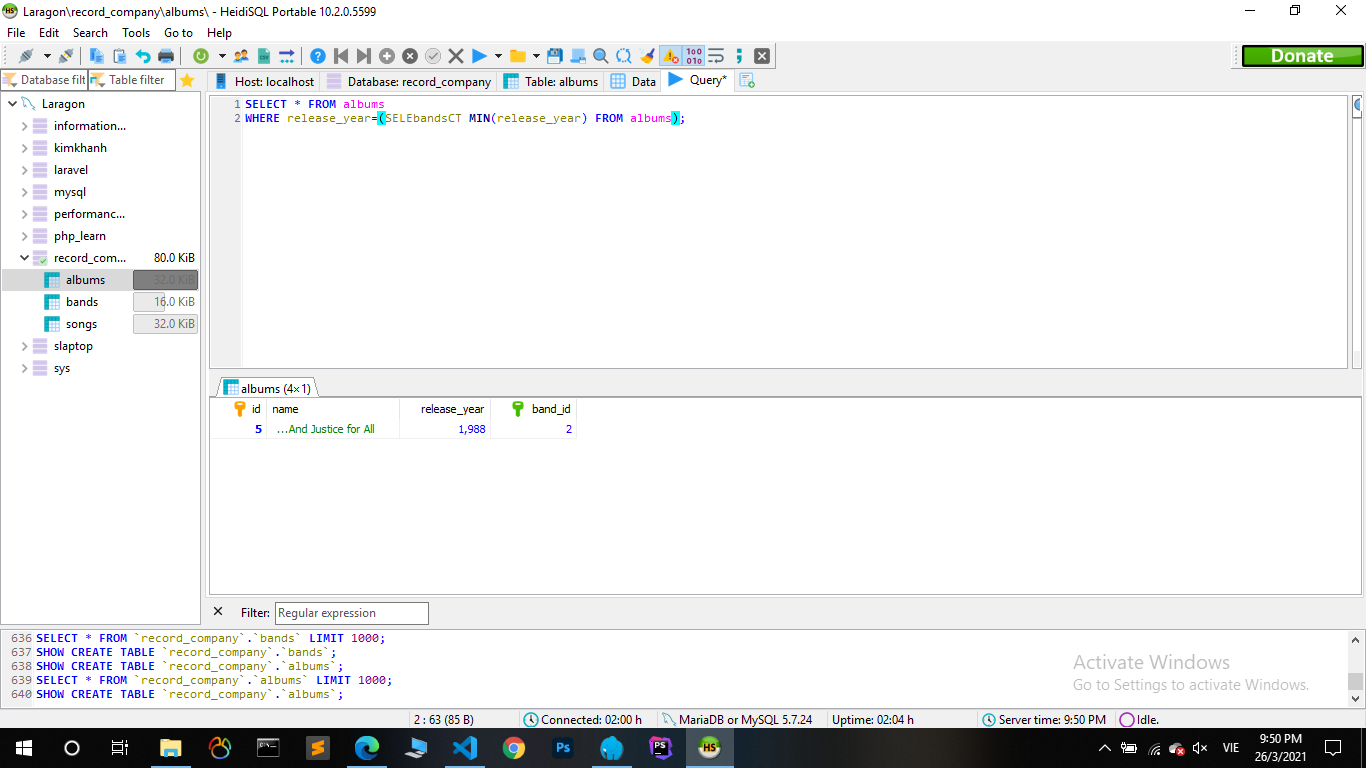 Laragon\record_company\albums\ - HeidiSQL Portable 10.2.0.5599
File Edit Search Tools Go to Help
Donate
Database filt Table filter
Host: localhost Database: record_company Table: albums Data Query*
Laragon
information...
kimkhanh
laravel
mysql
performanc...
php_learn
record_com... 80.0 KiB
albums 32.0 KiB
bands 16.0 KiB
songs 32.0 KiB
slaptop
sys
1 SELECT * FROM albums
2 WHERE release_year=(SELEbandsCT MIN(release_year) FROM albums);
albums (4×1)
id name release_year band_id
5 ...And Justice for All 1,988 2
Filter: Regular expression
636 SELECT * FROM `record_company`.`bands` LIMIT 1000;
637 SHOW CREATE TABLE `record_company`.`bands`;
638 SHOW CREATE TABLE `record_company`.`albums`;
639 SELECT * FROM `record_company`.`albums` LIMIT 1000;
640 SHOW CREATE TABLE `record_company`.`albums`;
Activate Windows
Go to Settings to activate Windows.
2 : 63 (85 B) Connected: 02:00 h MariaDB or MySQL 5.7.24 Uptime: 02:04 h Server time: 9:50 PM Idle.
Ps PS HS VIE 9:50 PM
26/3/2021